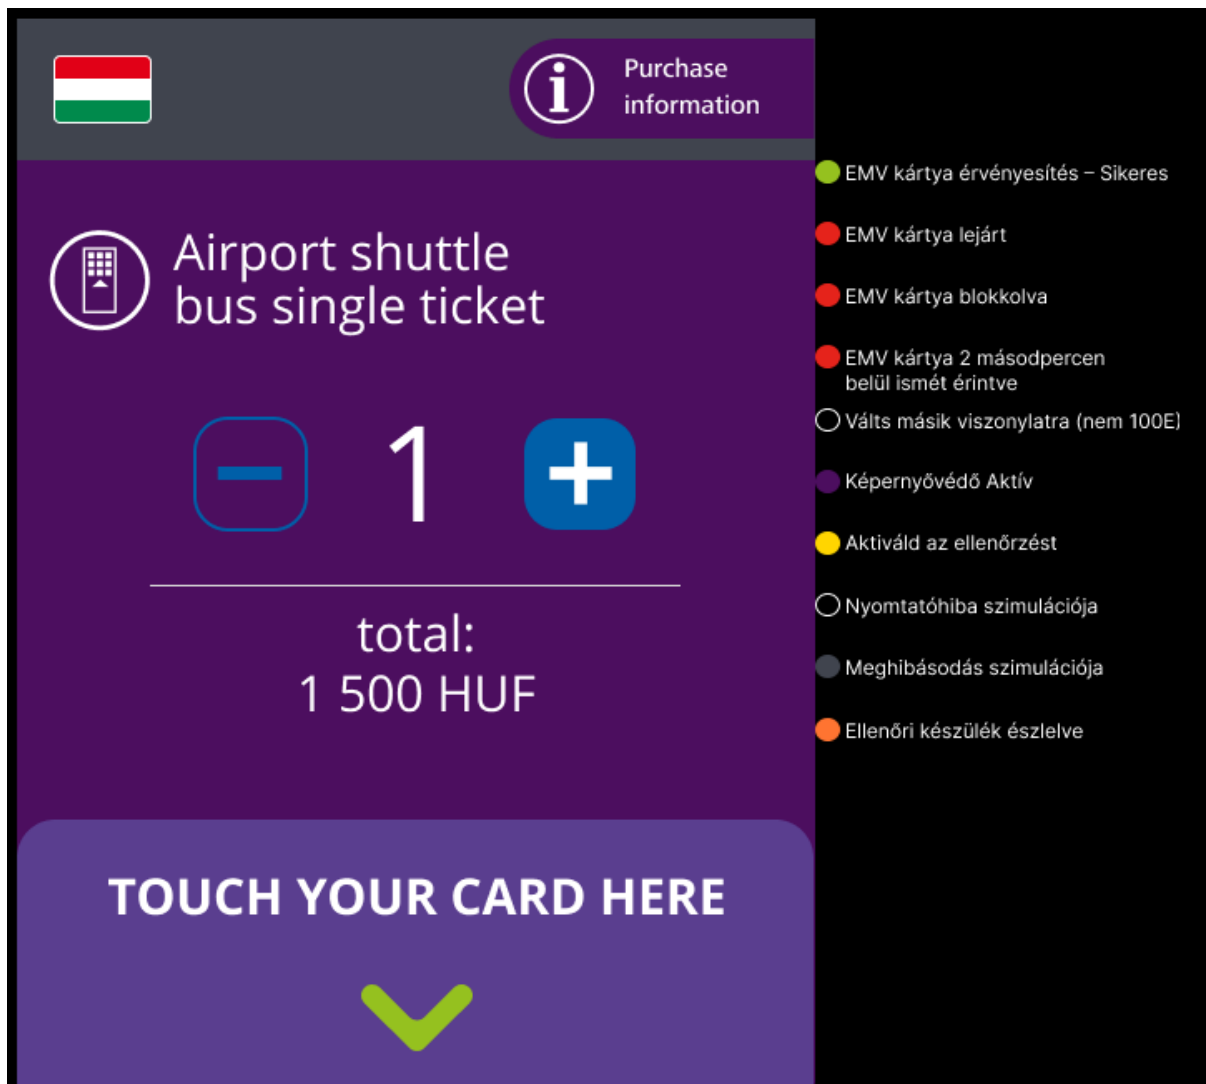 Purchase
information
Airport shuttle
bus single ticket
1
total:
1 500 HUF
TOUCH YOUR CARD HERE
EMV kártya érvényesítés – Sikeres
EMV kártya lejárt
EMV kártya blokkolva
EMV kártya 2 másodpercen
belül ismét érintve
Válts másik viszonylatra (nem 100E)
Képernyővédő Aktív
Aktiváld az ellenőrzést
Nyomtatóhiba szimulációja
Meghibásodás szimulációja
Ellenőri készülék észlelve